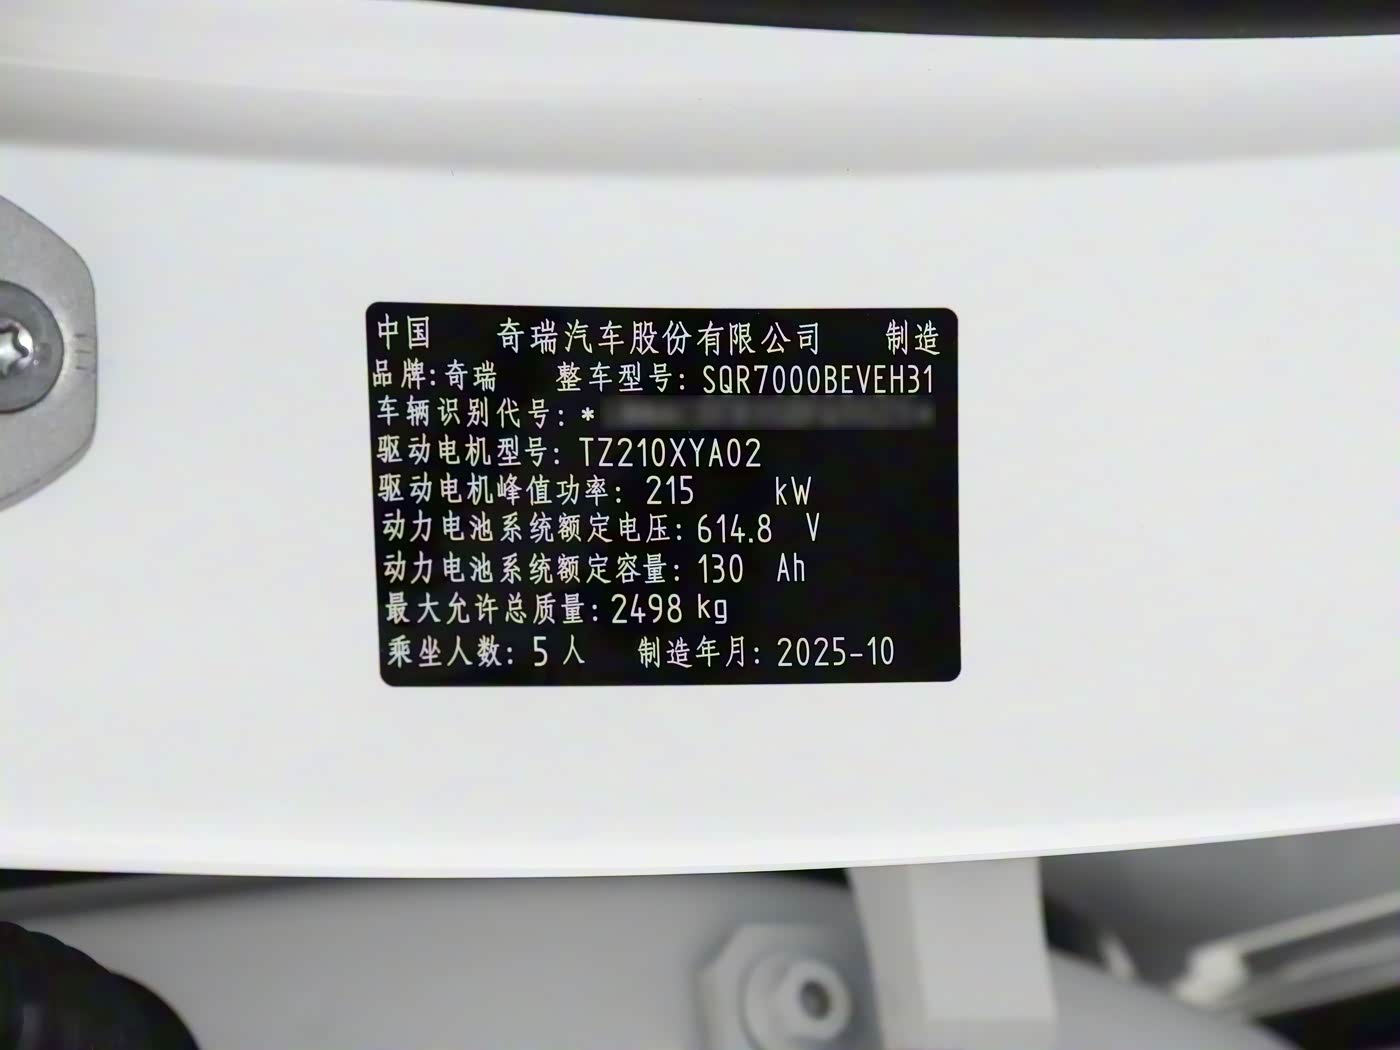 中国 奇瑞汽车股份有限公司 制造
品牌:奇瑞 整车型号:SQR7000BEVEH31
车辆识别代号:*
驱动电机型号:TZ210XYA02
驱动电机峰值功率:215 kW
动力电池系统额定电压:614.8 V
动力电池系统额定容量:130 Ah
最大允许总质量:2498 kg
乘坐人数:5人 制造年月:2025-10